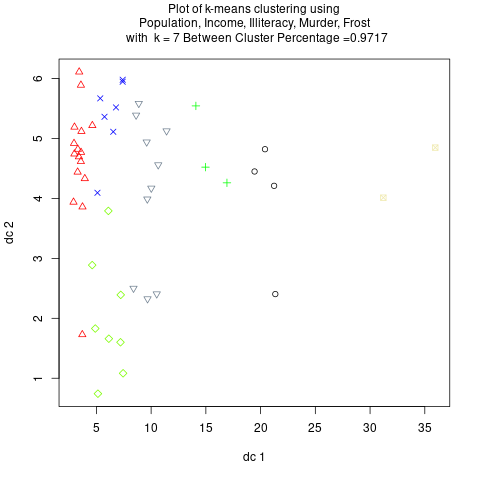 Plot of k-means clustering using
Population, Income, Illiteracy, Murder, Frost
with k = 7 Between Cluster Percentage =0.9717
6
5
4
3
2
1
dc 2
5 10 15 20 25 30 35
dc 1